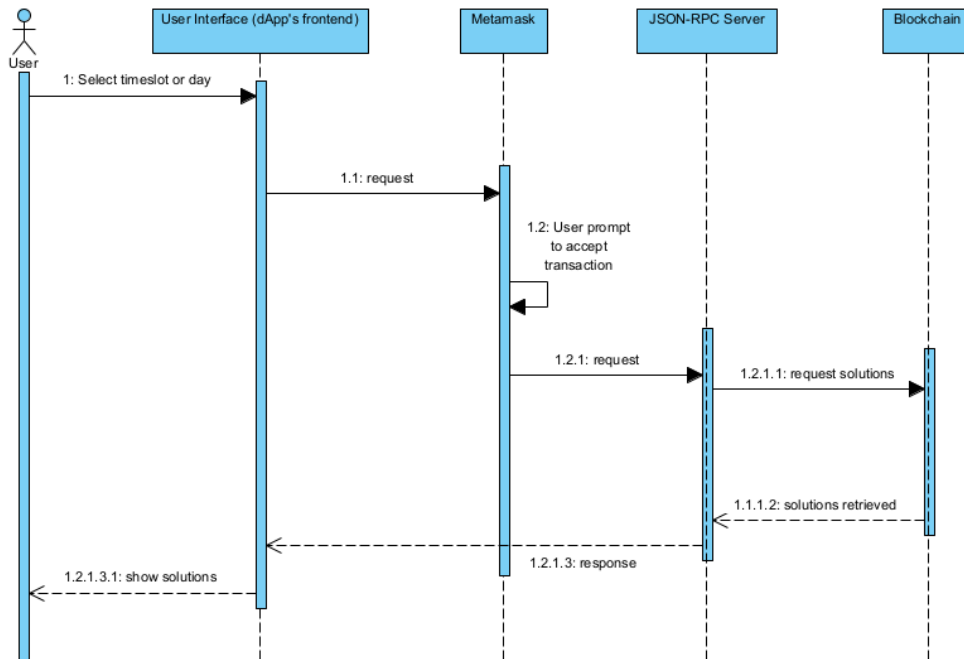 User Interface (dApp's frontend)
Metamask
JSON-RPC Server
Blockchain
User
1: Select timeslot or day
1.1: request
1.2: User prompt
to accept
transaction
1.2.1: request
1.2.1.1: request solutions
1.1.1.2: solutions retrieved
1.2.1.3: response
1.2.1.3.1: show solutions